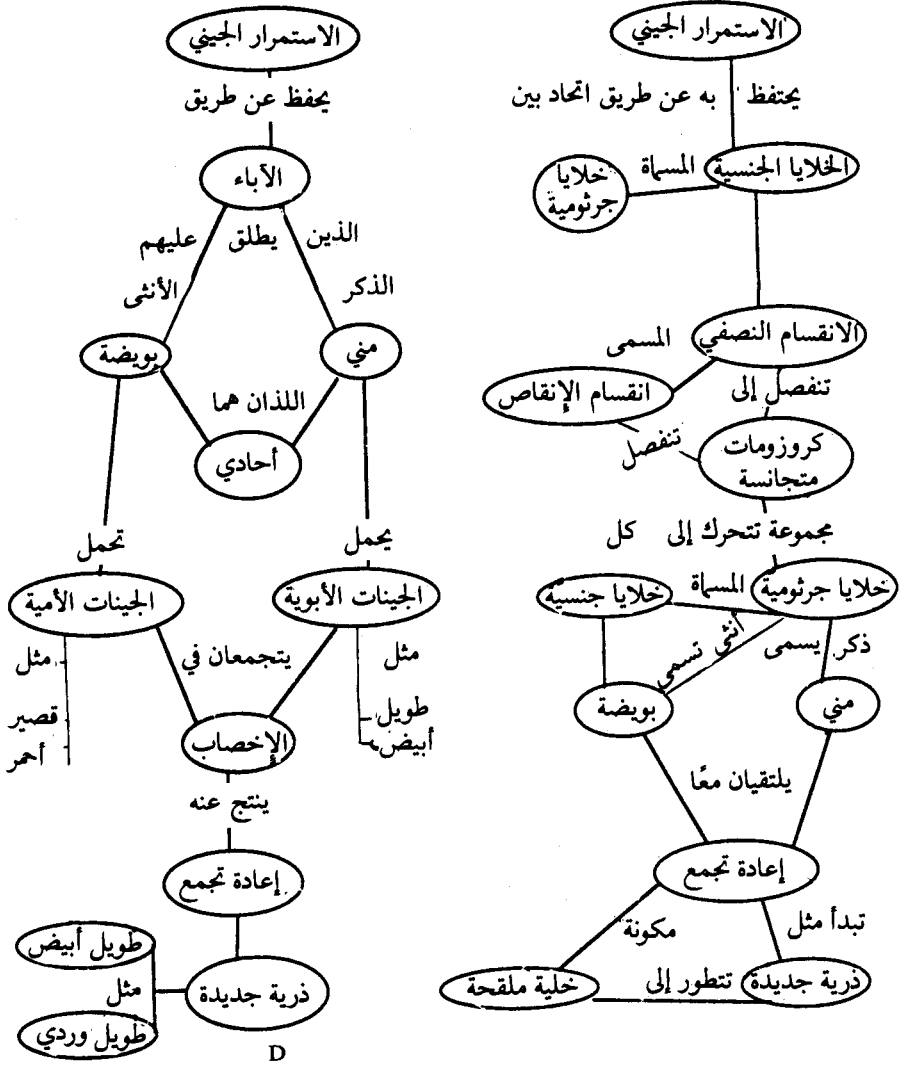 الاستمرار الجيني
يحتفظ به عن طريق اتحاد بين
الخلايا الجنسية
المسماة
خلايا
جرثومية
الانقسام النصفي
المسمى
انقسام الإنقاص
تنفصل إلى
تنفصل
كروزومات
متجانسة
مجموعة تتحرك إلى كل
خلايا جرثومية
المسماة
خلايا جنسيّة
ذكر يسمى
أنثى تسمى
مني
بويضة
يلتقيان معًا
إعادة تجمع
تبدأ مثل
مكونة
ذرية جديدة
تتطور إلى
خلية ملقحة
الاستمرار الجيني
يحفظ عن طريق
الآباء
الذين يطلق عليهم
الذكر
الأنثى
مني
بويضة
اللذان هما
أحادي
يحمل
تحمل
الجينات الأبوية
الجينات الأمية
مثل
يتجمعان في
مثل
طويل
أبيض
قصير
أحمر
الإخصاب
ينتج عنه
إعادة تجمع
ذرية جديدة
مثل
طويل أبيض
طويل وردي
D